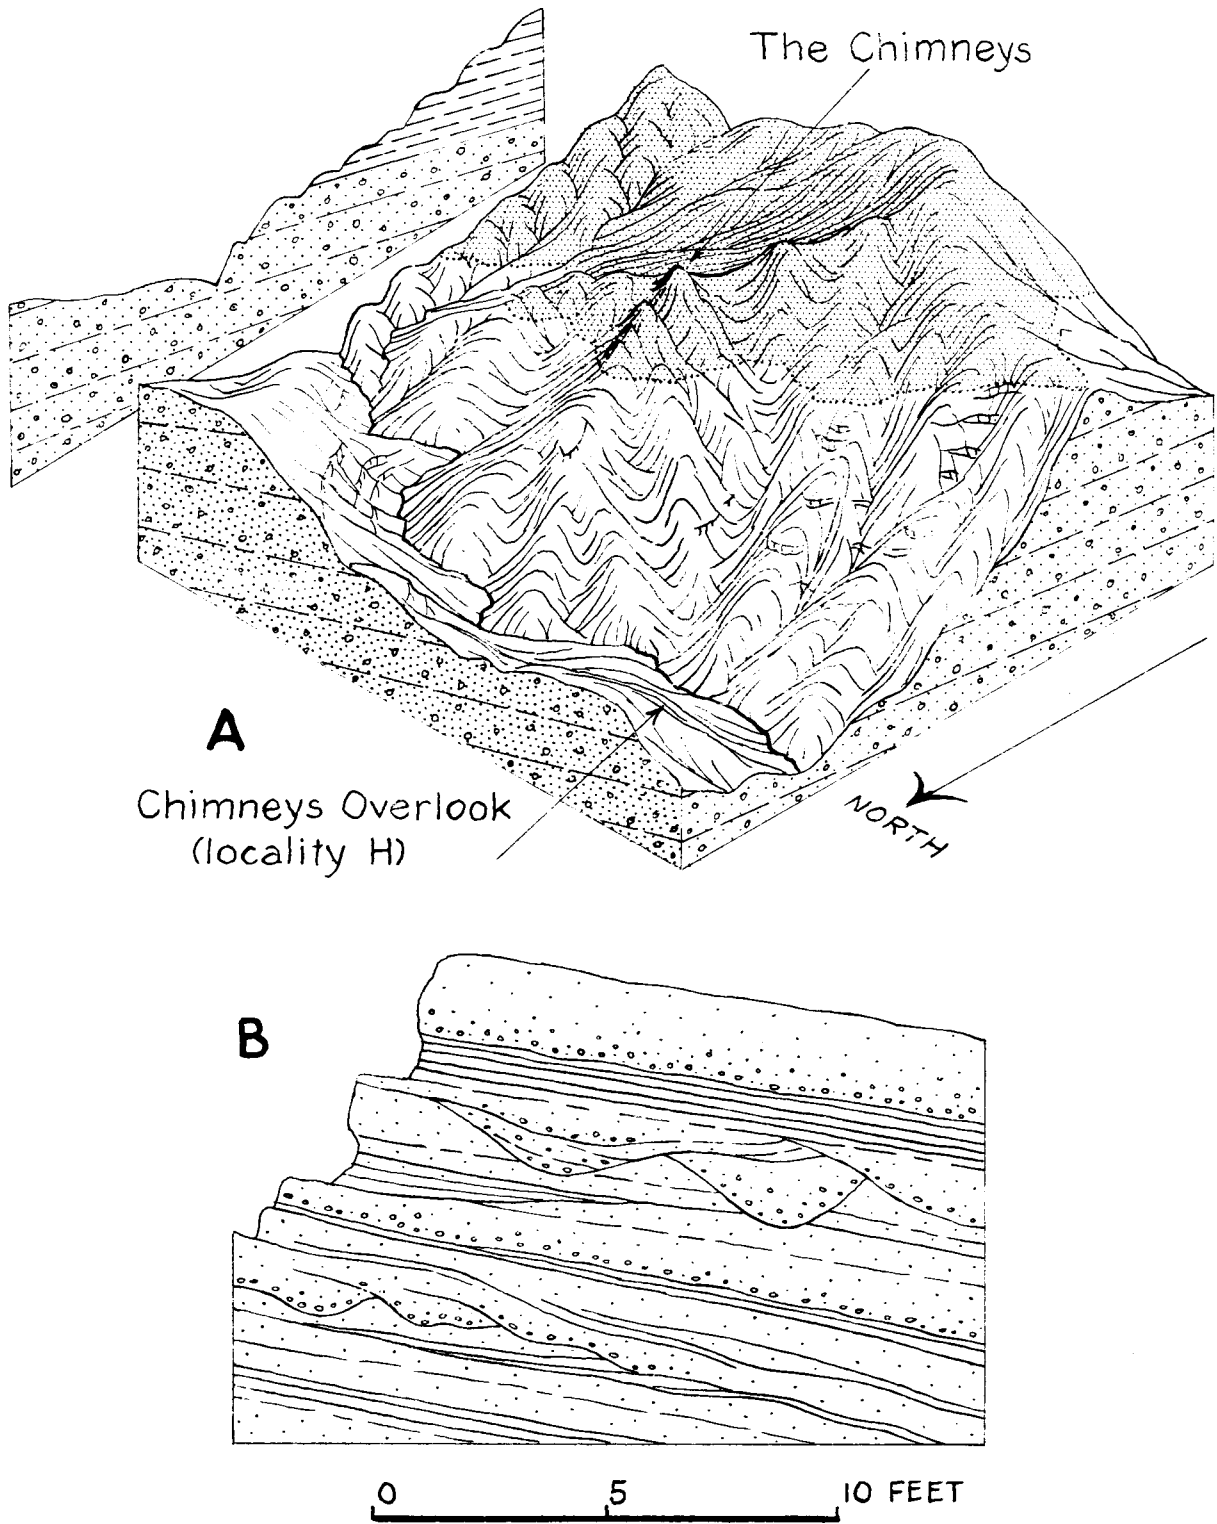 The Chimneys
A
Chimneys Overlook
(locality H)
NORTH
B
0 5 10 FEET